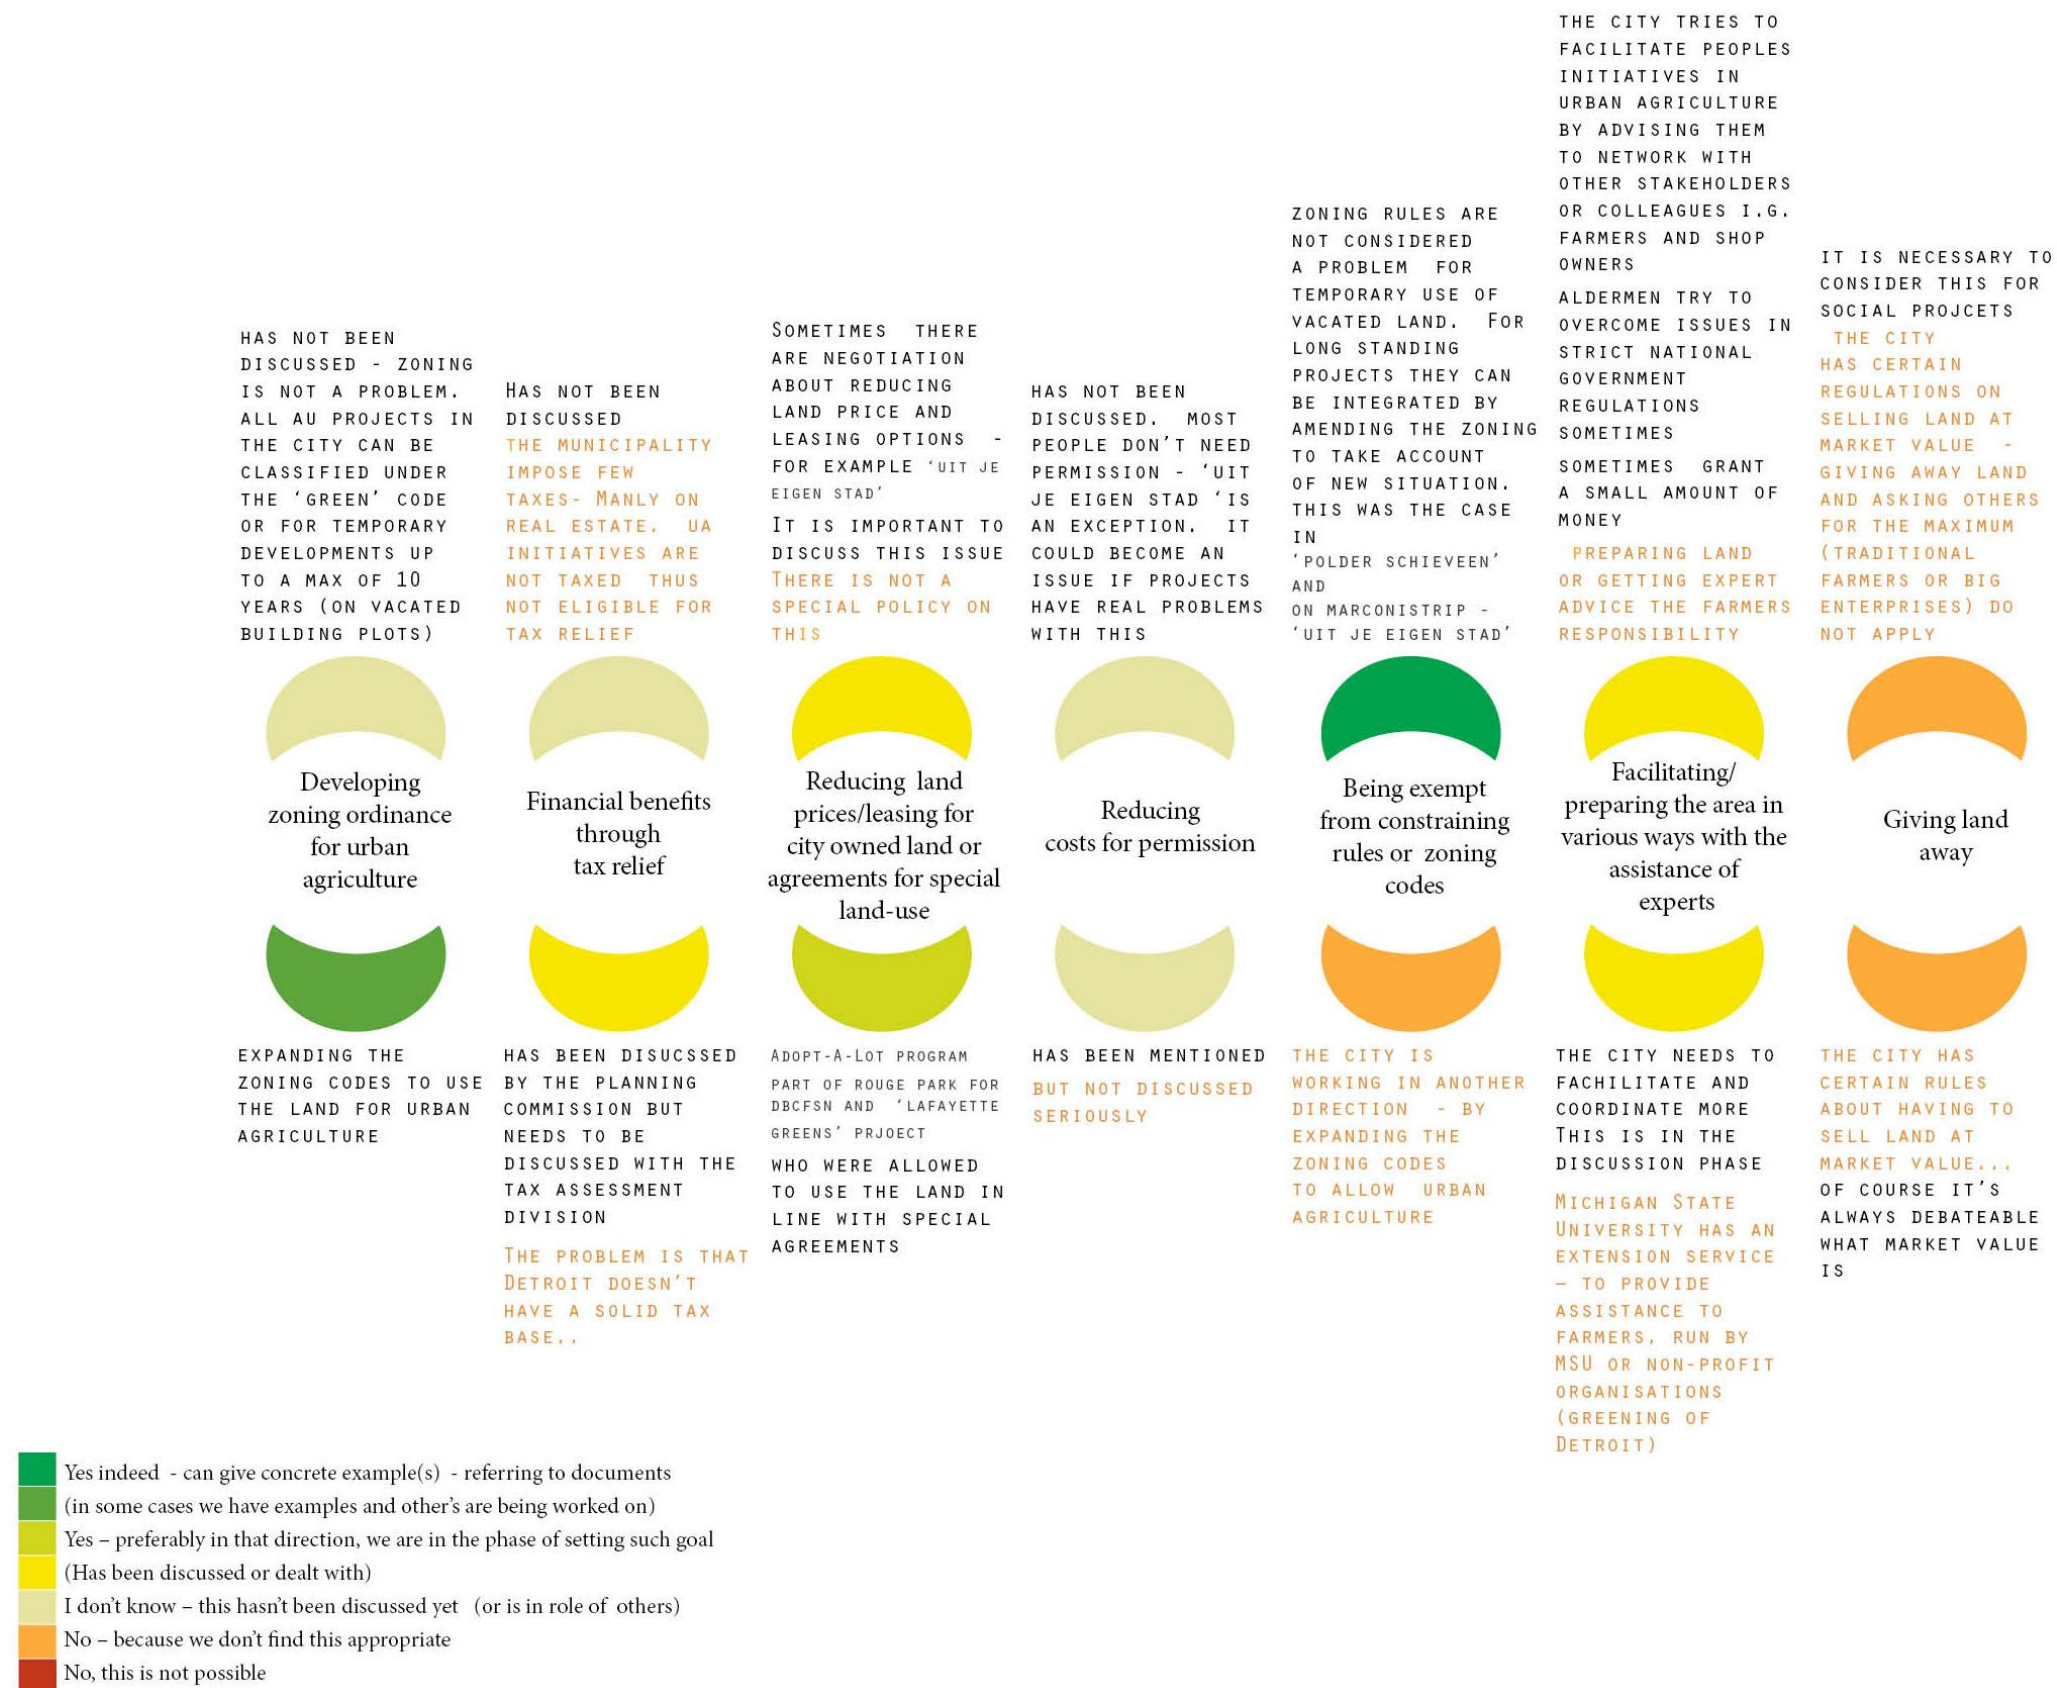 HAS NOT BEEN
DISCUSSED - ZONING
IS NOT A PROBLEM.
ALL AU PROJECTS IN
THE CITY CAN BE
CLASSIFIED UNDER
THE ‘GREEN’ CODE
OR FOR TEMPORARY
DEVELOPMENTS UP
TO A MAX OF 10
YEARS (ON VACATED
BUILDING PLOTS)
HAS NOT BEEN
DISCUSSED
THE MUNICIPALITY
IMPOSE FEW
TAXES- MANLY ON
REAL ESTATE. UA
INITIATIVES ARE
NOT TAXED THUS
NOT ELIGIBLE FOR
TAX RELIEF
SOMETIMES THERE
ARE NEGOTIATION
ABOUT REDUCING
LAND PRICE AND
LEASING OPTIONS -
FOR EXAMPLE ‘UIT JE
EIGEN STAD’
IT IS IMPORTANT TO
DISCUSS THIS ISSUE
THERE IS NOT A
SPECIAL POLICY ON
THIS
HAS NOT BEEN
DISCUSSED. MOST
PEOPLE DON’T NEED
PERMISSION - ‘UIT
JE EIGEN STAD ‘IS
AN EXCEPTION. IT
COULD BECOME AN
ISSUE IF PROJECTS
HAVE REAL PROBLEMS
WITH THIS
ZONING RULES ARE
NOT CONSIDERED
A PROBLEM FOR
TEMPORARY USE OF
VACATED LAND. FOR
LONG STANDING
PROJECTS THEY CAN
BE INTEGRATED BY
AMENDING THE ZONING
TO TAKE ACCOUNT
OF NEW SITUATION.
THIS WAS THE CASE
IN
‘POLDER SCHIEVEEN’
AND
ON MARCONISTRIP -
‘UIT JE EIGEN STAD’
THE CITY TRIES TO
FACILITATE PEOPLES
INITIATIVES IN
URBAN AGRICULTURE
BY ADVISING THEM
TO NETWORK WITH
OTHER STAKEHOLDERS
OR COLLEAGUES I.G.
FARMERS AND SHOP
OWNERS
ALDERMEN TRY TO
OVERCOME ISSUES IN
STRICT NATIONAL
GOVERNMENT
REGULATIONS
SOMETIMES
SOMETIMES GRANT
A SMALL AMOUNT OF
MONEY
PREPARING LAND
OR GETTING EXPERT
ADVICE THE FARMERS
RESPONSIBILITY
IT IS NECESSARY TO
CONSIDER THIS FOR
SOCIAL PROJCETS
THE CITY
HAS CERTAIN
REGULATIONS ON
SELLING LAND AT
MARKET VALUE -
GIVING AWAY LAND
AND ASKING OTHERS
FOR THE MAXIMUM
(TRADITIONAL
FARMERS OR BIG
ENTERPRISES) DO
NOT APPLY
Developing
zoning ordinance
for urban
agriculture
Financial benefits
through
tax relief
Reducing land
prices/leasing for
city owned land or
agreements for special
land-use
Reducing
costs for permission
Being exempt
from constraining
rules or zoning
codes
Facilitating/
preparing the area in
various ways with the
assistance of
experts
Giving land
away
EXPANDING THE
ZONING CODES TO USE
THE LAND FOR URBAN
AGRICULTURE
HAS BEEN DISUCSSED
BY THE PLANNING
COMMISSION BUT
NEEDS TO BE
DISCUSSED WITH THE
TAX ASSESSMENT
DIVISION
THE PROBLEM IS THAT
DETROIT DOESN’T
HAVE A SOLID TAX
BASE..
ADOPT-A-LOT PROGRAM
PART OF ROUGE PARK FOR
DBCFSN AND ‘LAFAYETTE
GREENS’ PRJOECT
WHO WERE ALLOWED
TO USE THE LAND IN
LINE WITH SPECIAL
AGREEMENTS
HAS BEEN MENTIONED
BUT NOT DISCUSSED
SERIOUSLY
THE CITY IS
WORKING IN ANOTHER
DIRECTION - BY
EXPANDING THE
ZONING CODES
TO ALLOW URBAN
AGRICULTURE
THE CITY NEEDS TO
FACHILITATE AND
COORDINATE MORE
THIS IS IN THE
DISCUSSION PHASE
MICHIGAN STATE
UNIVERSITY HAS AN
EXTENSION SERVICE
– TO PROVIDE
ASSISTANCE TO
FARMERS, RUN BY
MSU OR NON-PROFIT
ORGANISATIONS
(GREENING OF
DETROIT)
THE CITY HAS
CERTAIN RULES
ABOUT HAVING TO
SELL LAND AT
MARKET VALUE...
OF COURSE IT’S
ALWAYS DEBATEABLE
WHAT MARKET VALUE
IS
Yes indeed - can give concrete example(s) - referring to documents
(in some cases we have examples and other’s are being worked on)
Yes – preferably in that direction, we are in the phase of setting such goal
(Has been discussed or dealt with)
I don’t know – this hasn’t been discussed yet (or is in role of others)
No – because we don’t find this appropriate
No, this is not possible